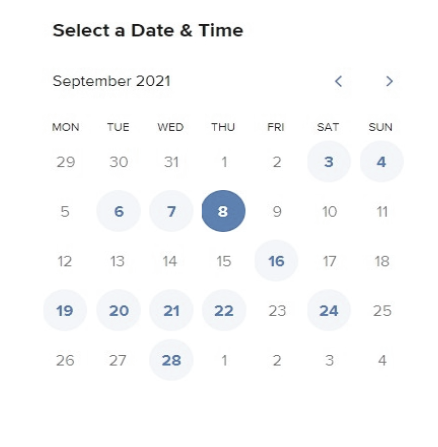 Select a Date & Time
September 2021
MON TUE WED THU FRI SAT SUN
29 30 31 1 2 3 4
5 6 7 8 9 10 11
12 13 14 15 16 17 18
19 20 21 22 23 24 25
26 27 28 1 2 3 4